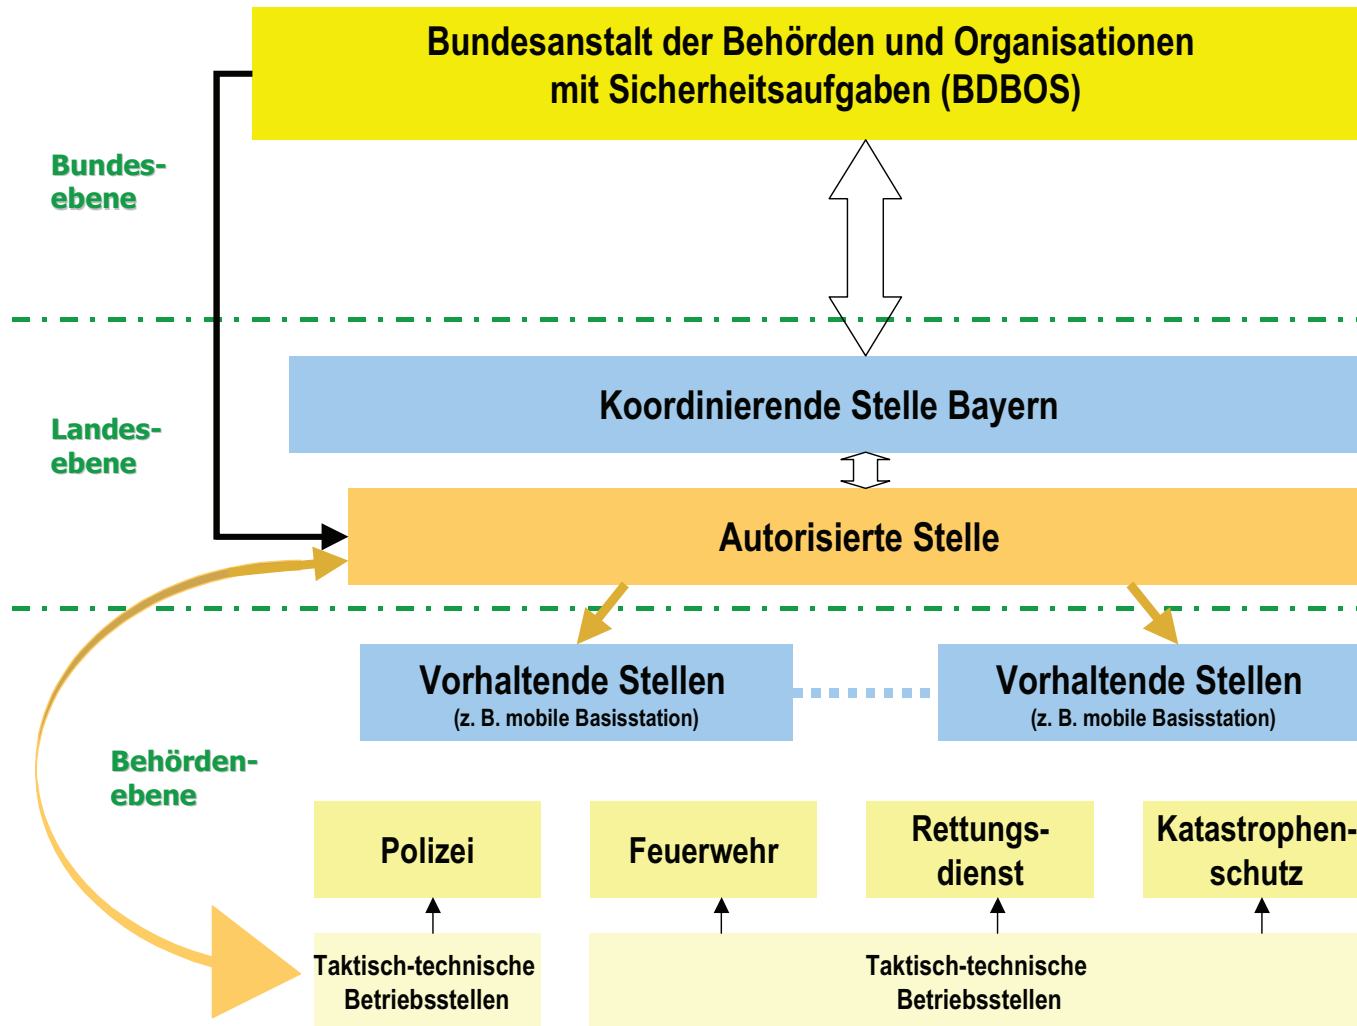 Bundesanstalt der Behörden und Organisationen
mit Sicherheitsaufgaben (BDBOS)
Bundes-
ebene
Koordinierende Stelle Bayern
Landes-
ebene
Autorisierte Stelle
Vorhaltende Stellen
(z. B. mobile Basisstation)
Vorhaltende Stellen
(z. B. mobile Basisstation)
Behörden-
ebene
Polizei
Feuerwehr
Rettungs-
dienst
Katastrophen-
schutz
Taktisch-technische
Betriebsstellen
Taktisch-technische
Betriebsstellen